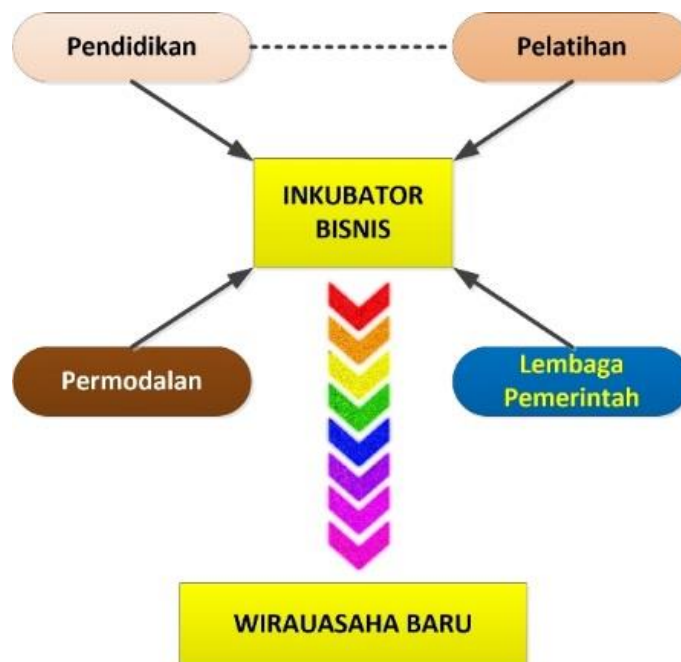 Pendidikan
Pelatihan
INKUBATOR
BISNIS
Permodalan
Lembaga
Pemerintah
WIRAUASAHA BARU